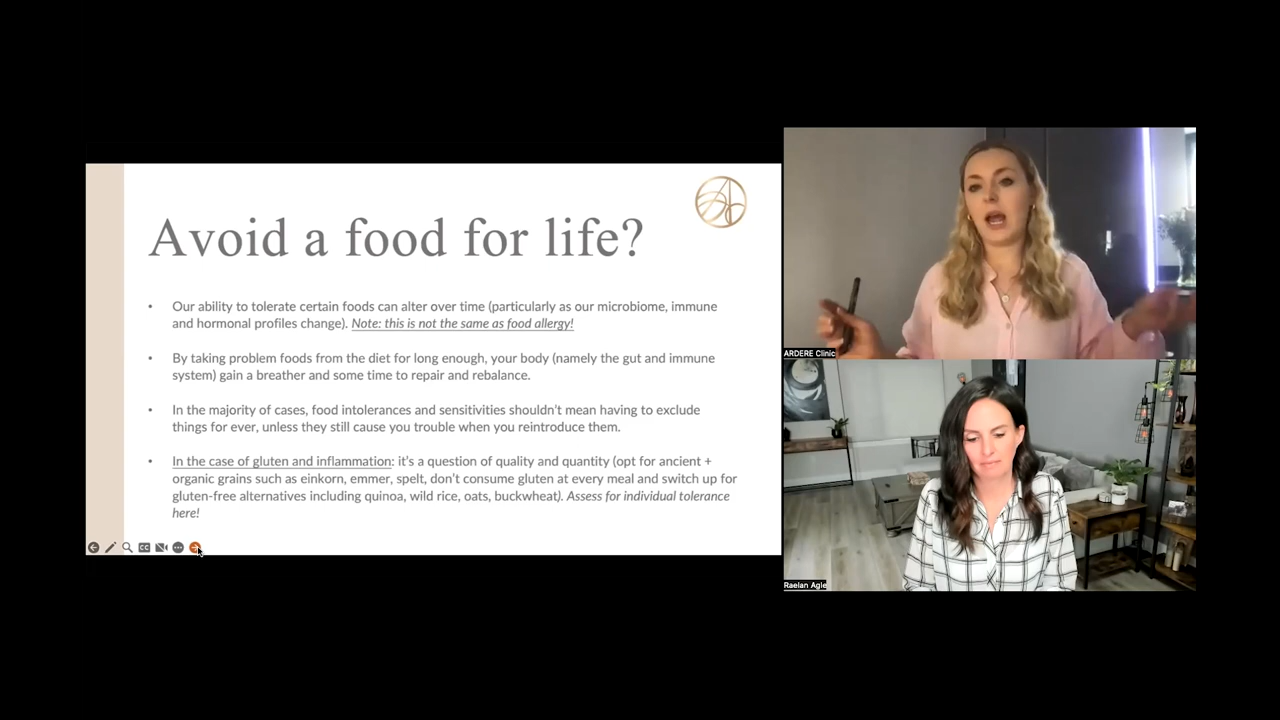 Avoid a food for life?
• Our ability to tolerate certain foods can alter over time (particularly as our microbiome, immune
and hormonal profiles change). Note: this is not the same as food allergy!
• By taking problem foods from the diet for long enough, your body (namely the gut and immune
system) gain a breather and some time to repair and rebalance.
• In the majority of cases, food intolerances and sensitivities shouldn't mean having to exclude
things for ever, unless they still cause you trouble when you reintroduce them.
• In the case of gluten and inflammation: it's a question of quality and quantity (opt for ancient +
organic grains such as einkorn, emmer, spelt, don't consume gluten at every meal and switch up for
gluten-free alternatives including quinoa, wild rice, oats, buckwheat). Assess for individual tolerance
here!
CC
ARDERE Clinic
Raelan Agle